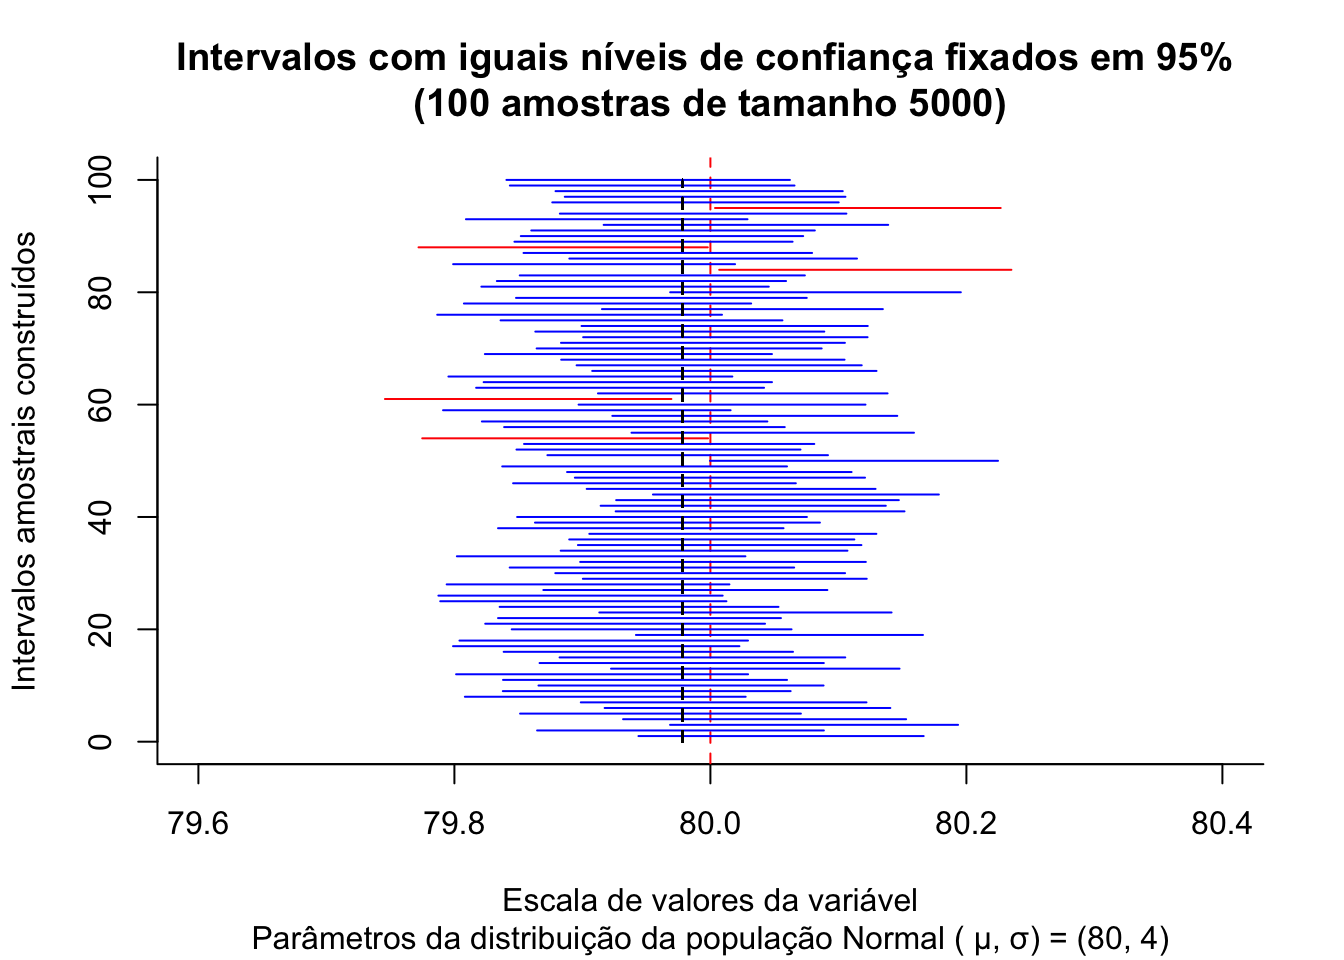 Intervalos com iguais níveis de confiança fixados em 95%
(100 amostras de tamanho 5000)
Intervalos amostrais construídos
100
80
60
40
20
0
79.6 79.8 80.0 80.2 80.4
Escala de valores da variável
Parâmetros da distribuição da população Normal ( μ, σ) = (80, 4)